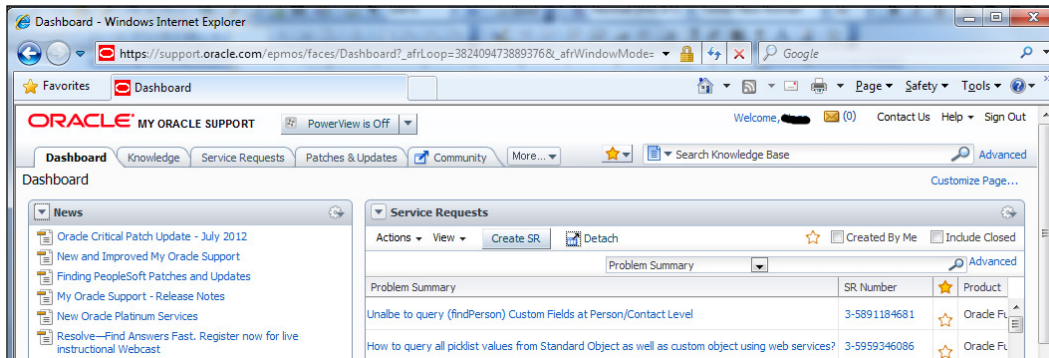 Dashboard - Windows Internet Explorer
https://support.oracle.com/epmos/faces/Dashboard?_afrLoop=382409473889376&_afrWindowMode=
Google
Favorites Dashboard Page Safety Tools
ORACLE MY ORACLE SUPPORT PowerView is Off Welcome, (0) Contact Us Help Sign Out
Dashboard Knowledge Service Requests Patches & Updates Community More... Search Knowledge Base Advanced
Dashboard Customize Page...
News
Oracle Critical Patch Update - July 2012
New and Improved My Oracle Support
Finding PeopleSoft Patches and Updates
My Oracle Support - Release Notes
New Oracle Platinum Services
Resolve—Find Answers Fast. Register now for live
instructional Webcast
Service Requests
Actions View Create SR Detach Created By Me Include Closed
Problem Summary Advanced
Problem Summary SR Number Product
Unalbe to query (findPerson) Custom Fields at Person/Contact Level 3-5891184681 Oracle Fu
How to query all picklist values from Standard Object as well as custom object using web services? 3-5959346086 Oracle Fu